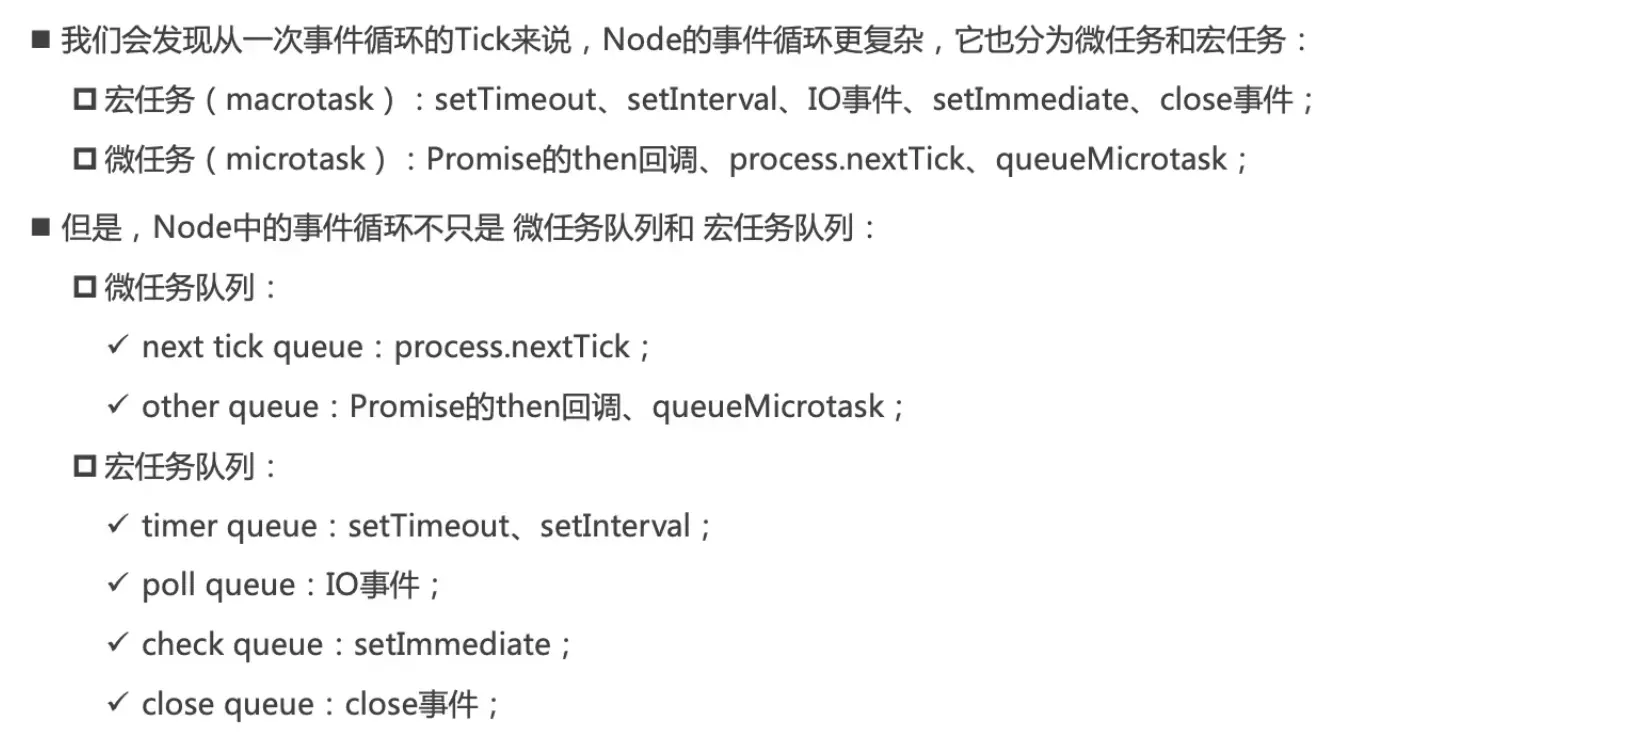 ■ 我们会发现从一次事件循环的Tick来说，Node的事件循环更复杂，它也分为微任务和宏任务：
宏任务（macrotask）：setTimeout、setInterval、IO事件、setImmediate、close事件；
微任务（microtask）：Promise的then回调、process.nextTick、queueMicrotask；
■ 但是，Node中的事件循环不只是 微任务队列和 宏任务队列：
微任务队列：
✓ next tick queue：process.nextTick；
✓ other queue：Promise的then回调、queueMicrotask；
宏任务队列：
✓ timer queue：setTimeout、setInterval；
✓ poll queue：IO事件；
✓ check queue：setImmediate；
✓ close queue：close事件；